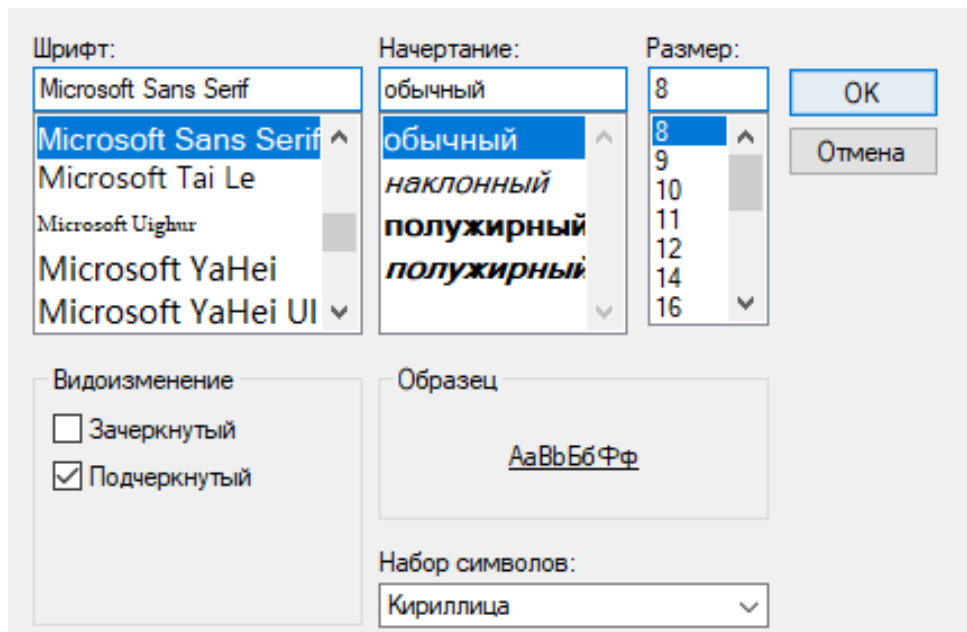 Шрифт:
Microsoft Sans Serif
Microsoft Sans Serif
Microsoft Tai Le
Microsoft Uighur
Microsoft YaHei
Microsoft YaHei UI
Начертание:
обычный
обычный
наклонный
полужирный
полужирный
Размер:
8
8
9
10
11
12
14
16
OK
Отмена
Видоизменение
Зачеркнутый
Подчеркнутый
Образец
АаВbБбФф
Набор символов:
Кириллица